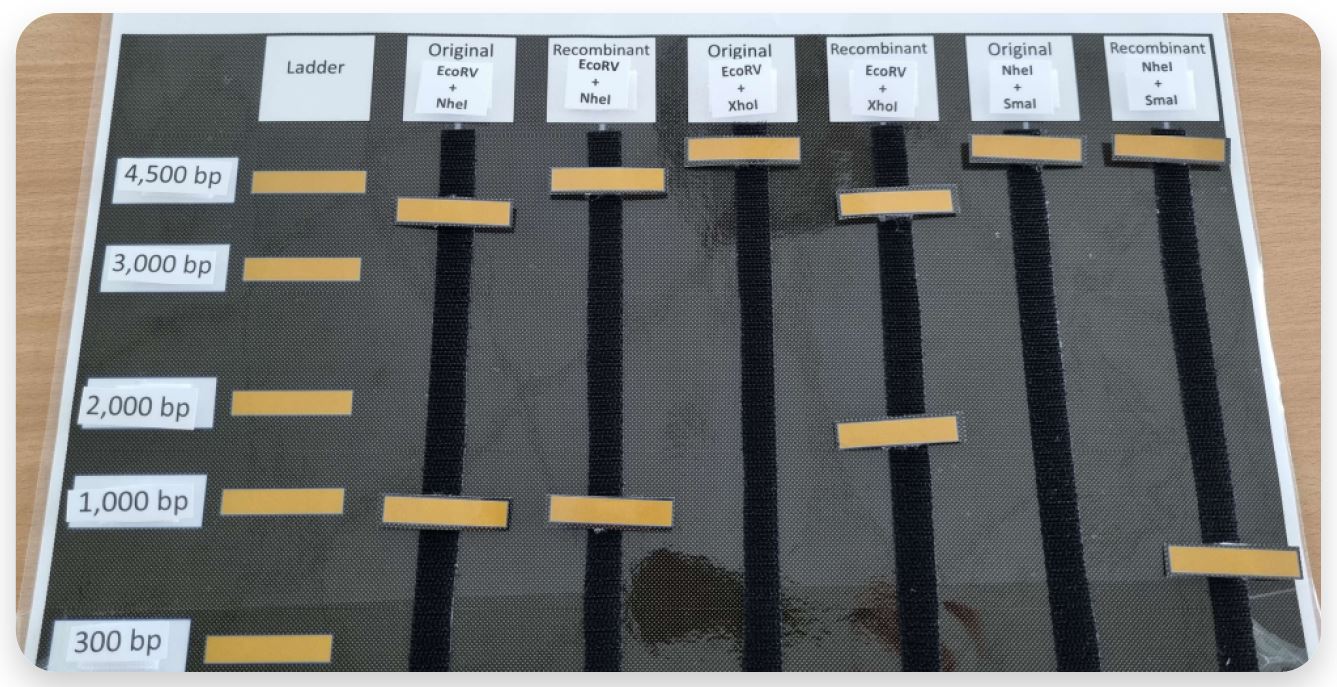 Ladder
Original
EcoRV
+
NheI
Recombinant
EcoRV
+
NheI
Original
EcoRV
+
XhoI
Recombinant
EcoRV
+
XhoI
Original
NheI
+
SmaI
Recombinant
NheI
+
SmaI
4,500 bp
3,000 bp
2,000 bp
1,000 bp
300 bp